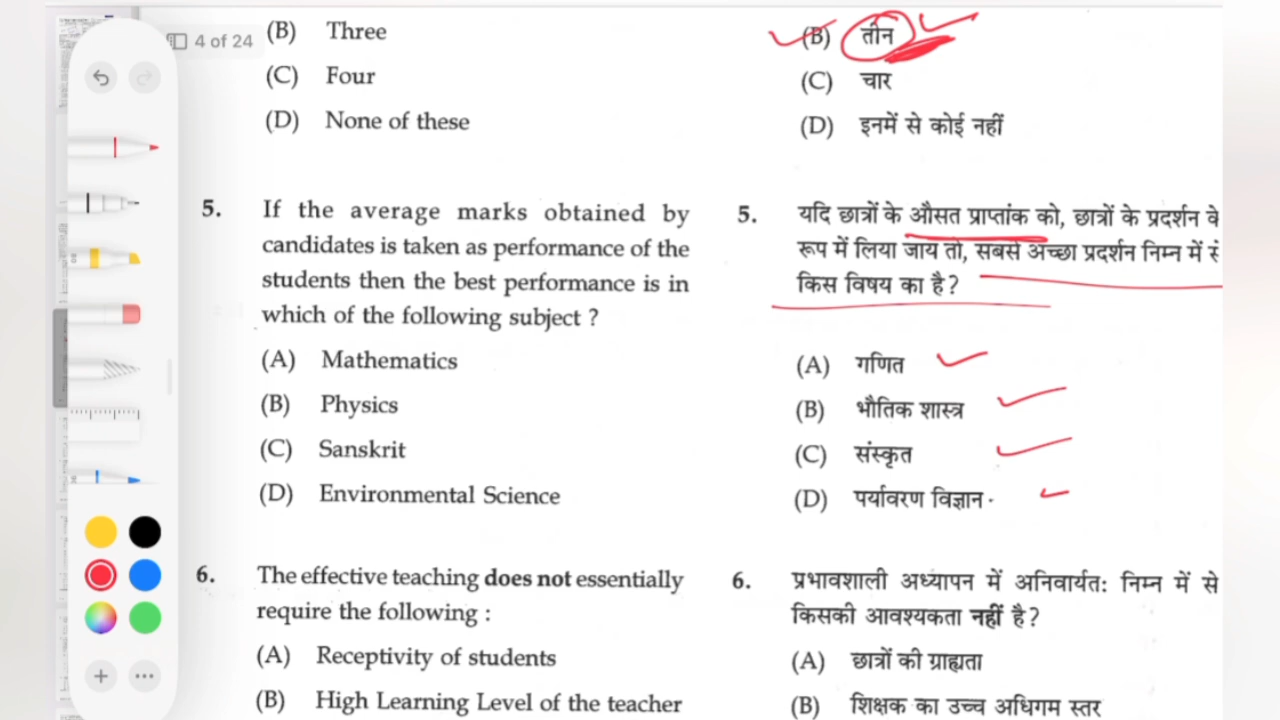 4 of 24
(B) Three
(C) Four
(D) None of these
5. If the average marks obtained by
candidates is taken as performance of the
students then the best performance is in
which of the following subject ?
(A) Mathematics
(B) Physics
(C) Sanskrit
(D) Environmental Science
6. The effective teaching does not essentially
require the following :
(A) Receptivity of students
(B) High Learning Level of the teacher
(B) तीन
(C) चार
(D) इनमें से कोई नहीं
5. यदि छात्रों के औसत प्राप्तांक को, छात्रों के प्रदर्शन
रूप में लिया जाय तो, सबसे अच्छा प्रदर्शन निम्न में
किस विषय का है?
(A) गणित
(B) भौतिक शास्त्र
(C) संस्कृत
(D) पर्यावरण विज्ञान
6. प्रभावशाली अध्यापन में अनिवार्यत: निम्न में से
किसकी आवश्यकता नहीं है?
(A) छात्रों की ग्राह्यता
(B) शिक्षक का उच्च अधिगम स्तर